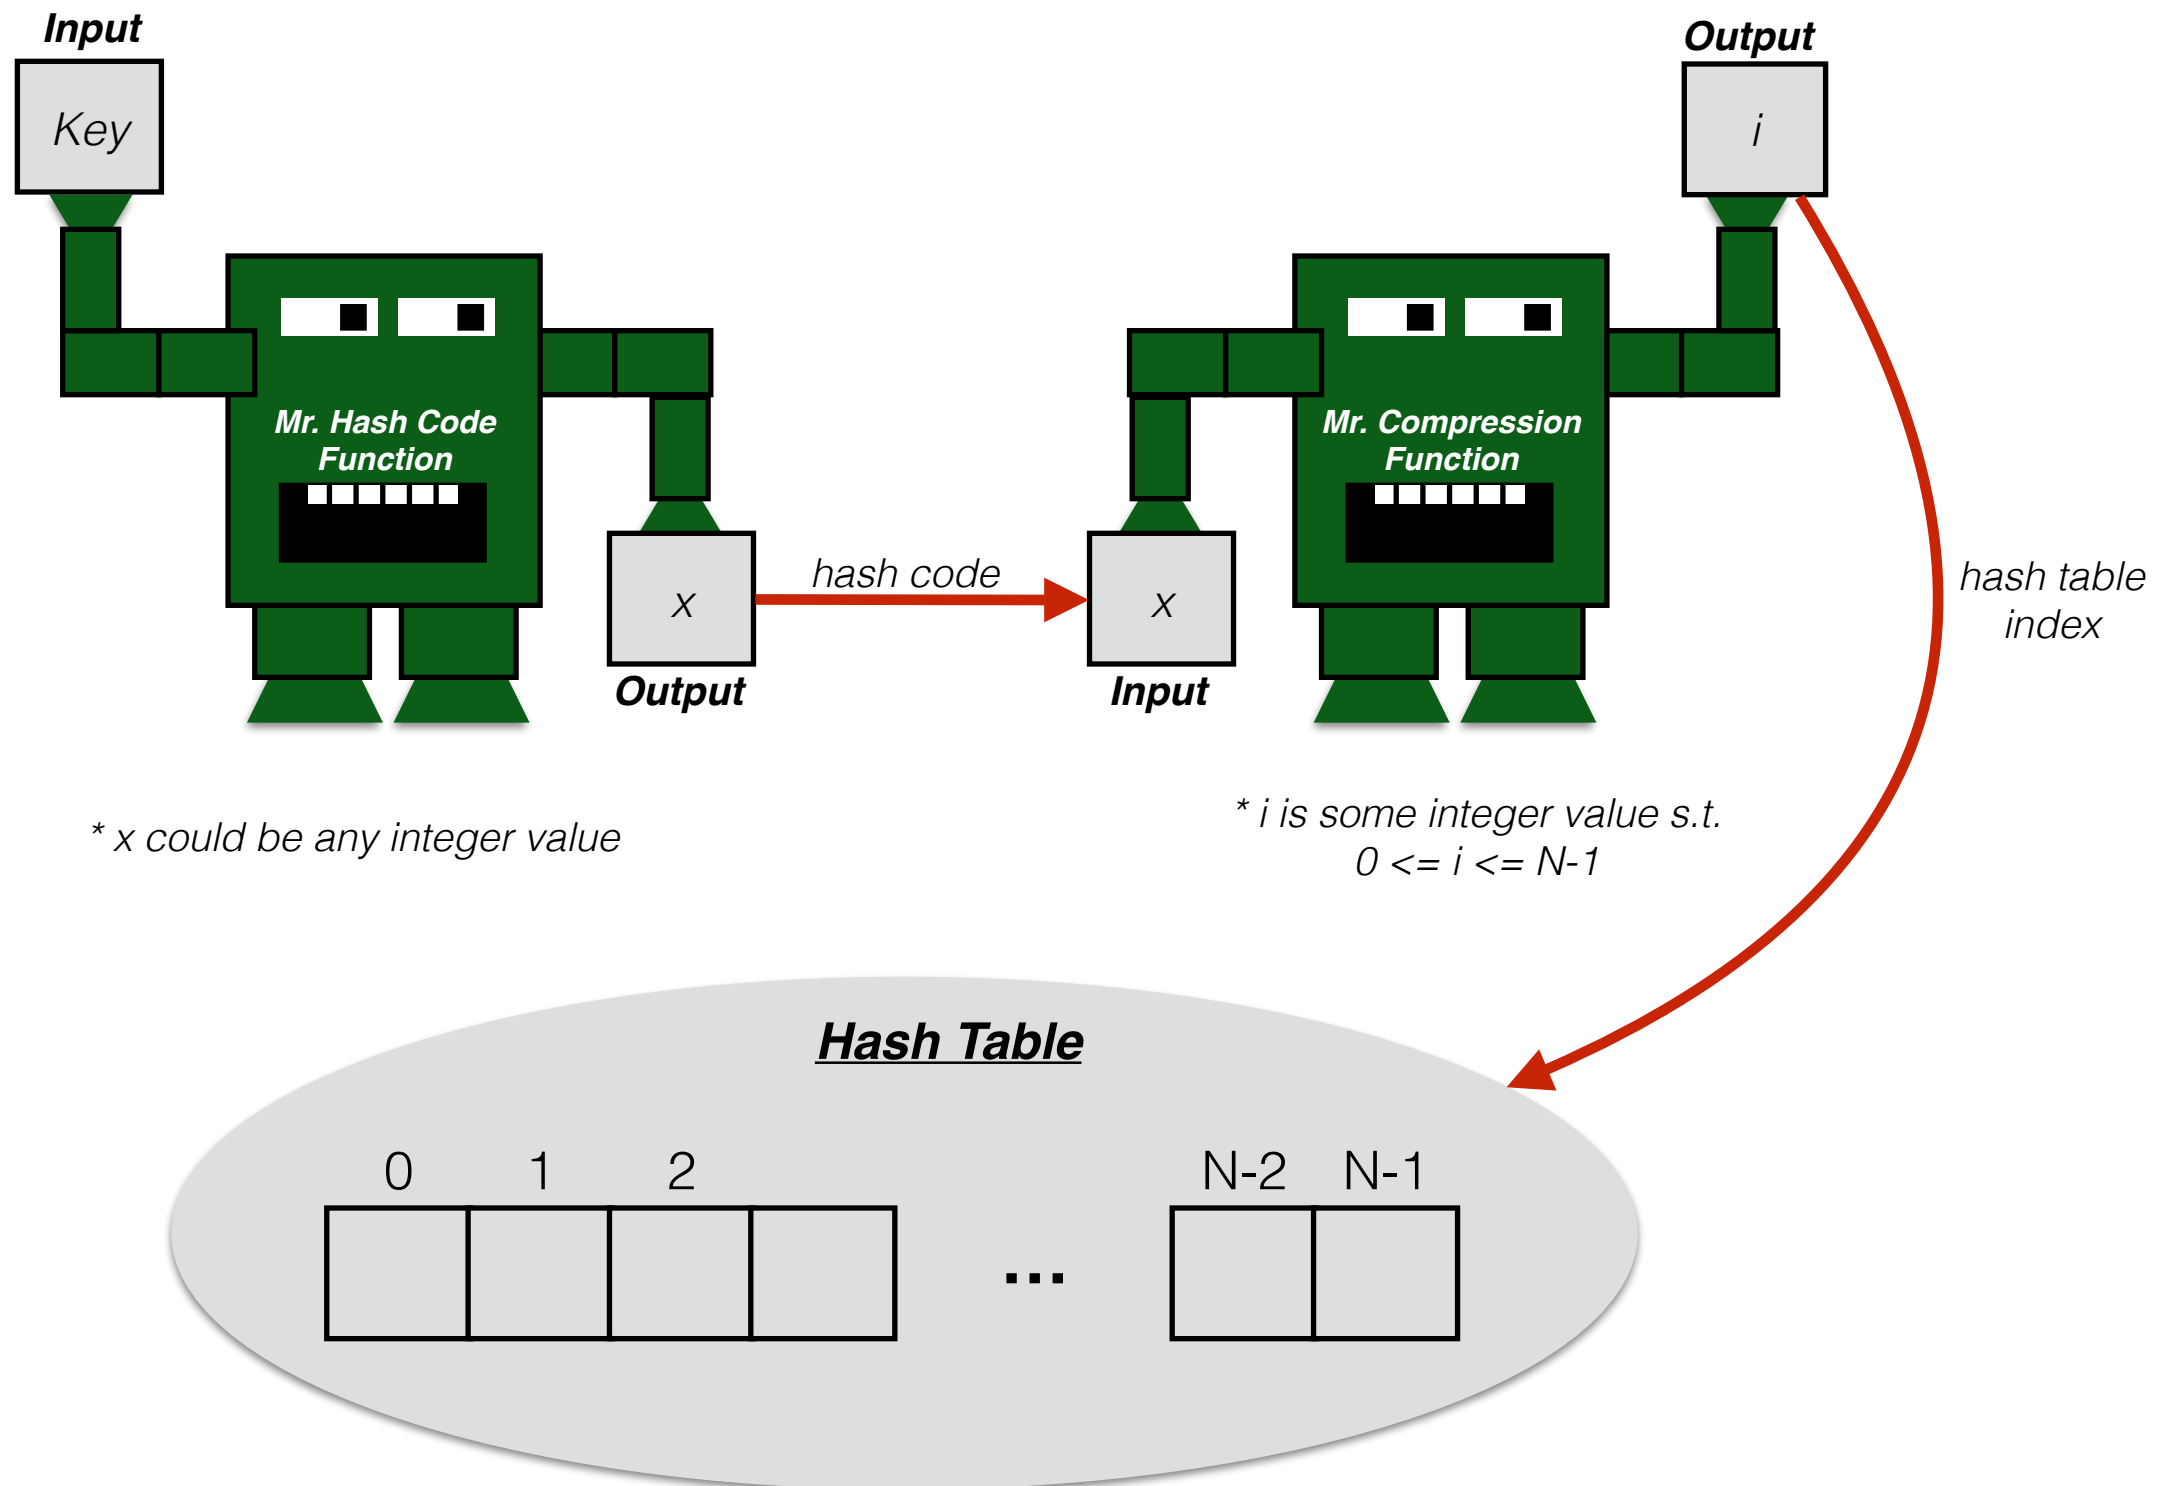 Input
Key
Mr. Hash Code
Function
x
Output
hash code
Output
i
Mr. Compression
Function
x
Input
hash table
index
* x could be any integer value
* i is some integer value s.t.
0 <= i <= N-1
Hash Table
0 1 2 N-2 N-1
...